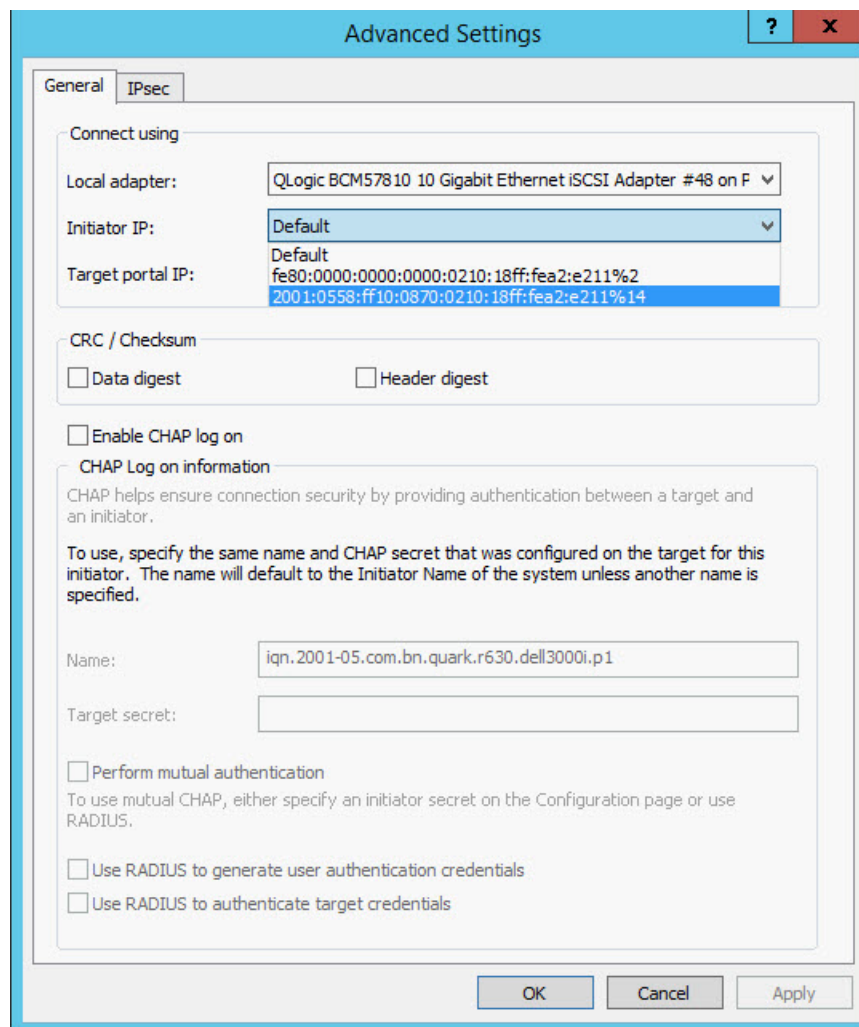 Advanced Settings
?
x
General
IPsec
Connect using
Local adapter:
QLogic BCM57810 10 Gigabit Ethernet iSCSI Adapter #48 on P
Initiator IP:
Default
Default
Target portal IP:
fe80:0000:0000:0000:0210:18ff:fea2:e211%2
2001:0558:ff10:0870:0210:18ff:fea2:e211%14
CRC / Checksum
Data digest
Header digest
Enable CHAP log on
CHAP Log on information
CHAP helps ensure connection security by providing authentication between a target and
an initiator.
To use, specify the same name and CHAP secret that was configured on the target for this
initiator. The name will default to the Initiator Name of the system unless another name is
specified.
Name:
iqn.2001-05.com.bn.quark.r630.dell3000i.p1
Target secret:
Perform mutual authentication
To use mutual CHAP, either specify an initiator secret on the Configuration page or use
RADIUS.
Use RADIUS to generate user authentication credentials
Use RADIUS to authenticate target credentials
OK
Cancel
Apply